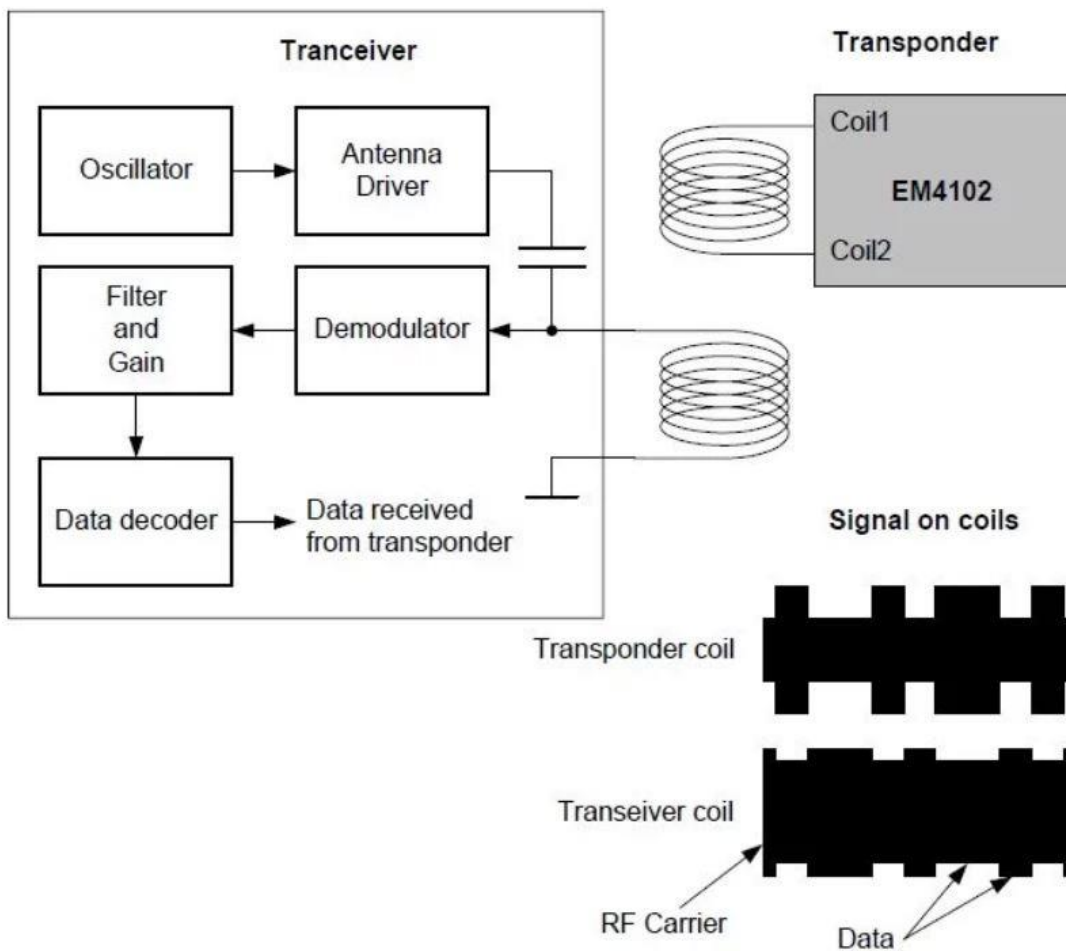 Tranceiver
Transponder
Oscillator
Antenna
Driver
Coil1
EM4102
Coil2
Filter
and
Gain
Demodulator
Data decoder
Data received
from transponder
Signal on coils
Transponder coil
Transeiver coil
RF Carrier
Data